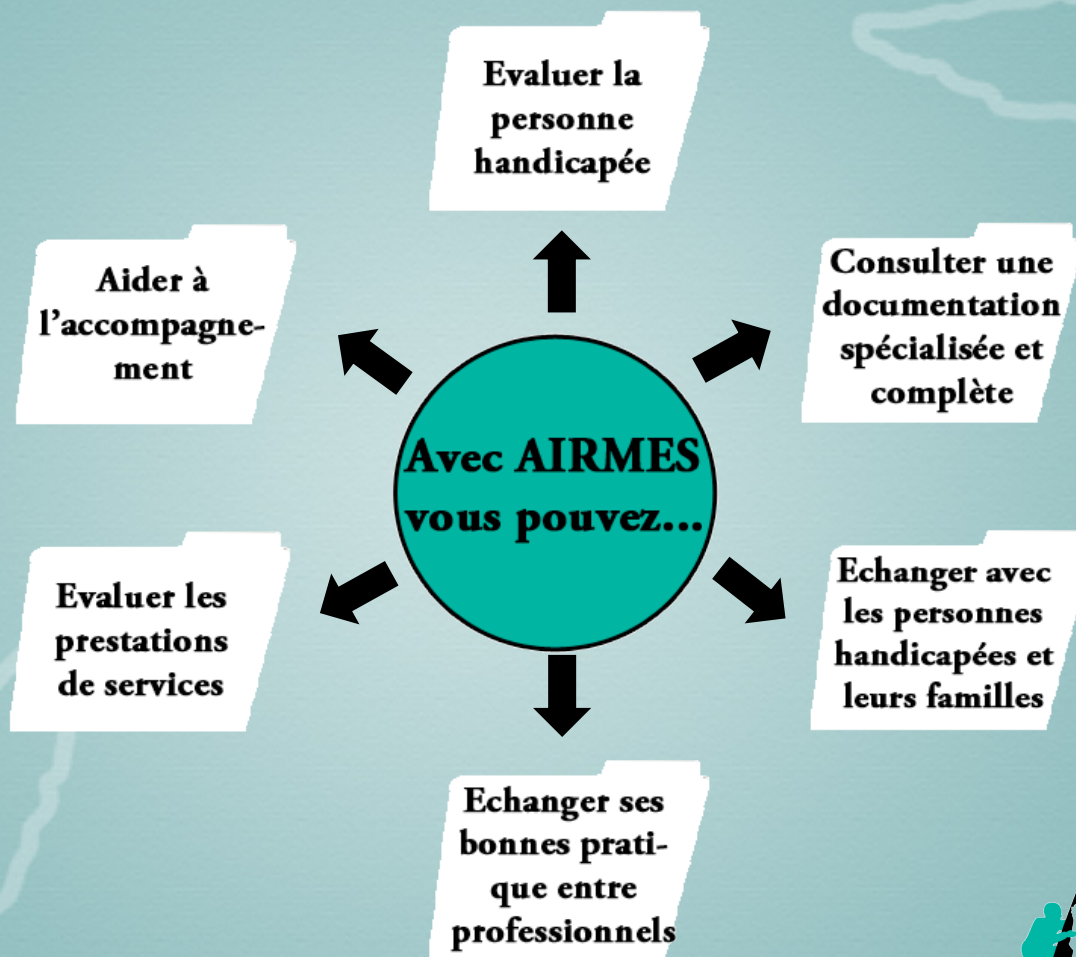 Evaluer la
personne
handicapée
Aider à
l'accompagne-
ment
Consulter une
documentation
spécialisée et
complète
Avec AIRMES
vous pouvez...
Evaluer les
prestations
de services
Echanger avec
les personnes
handicapées et
leurs familles
Echanger ses
bonnes prati-
que entre
professionnels